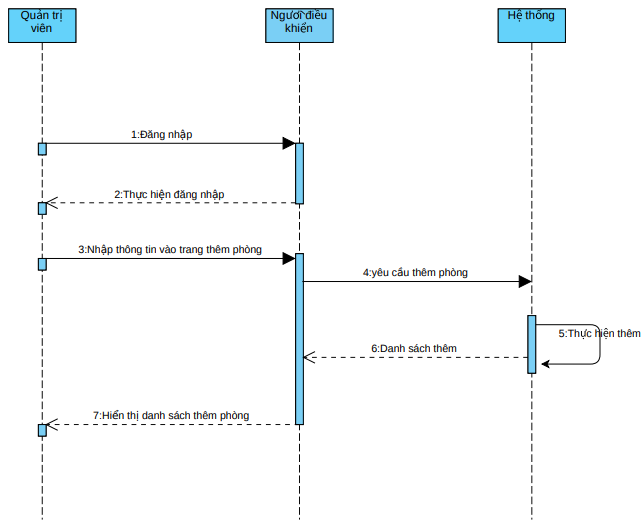 Quản trị
viên
Người điều
khiển
Hệ thống
1:Đăng nhập
2:Thực hiện đăng nhập
3:Nhập thông tin vào trang thêm phòng
4:yêu cầu thêm phòng
5:Thực hiện thêm
6:Danh sách thêm
7:Hiển thị danh sách thêm phòng